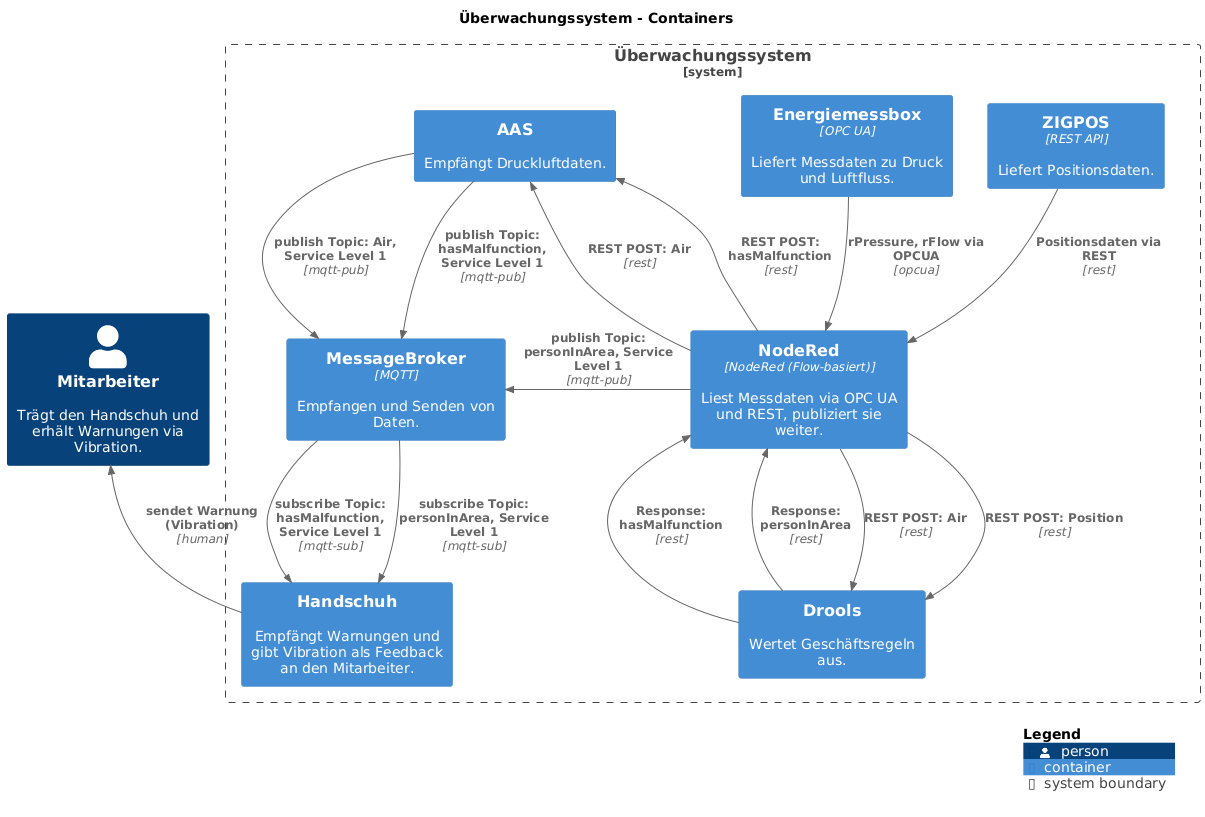 Überwachungssystem - Containers
Überwachungssystem
[system]
AAS
Empfängt Druckluftdaten.
Energiemessbox
[OPC UA]
Liefert Messdaten zu Druck
und Luftfluss.
ZIGPOS
[REST API]
Liefert Positionsdaten.
publish Topic: Air,
Service Level 1
[mqtt-pub]
publish Topic:
hasMalfunction,
Service Level 1
[mqtt-pub]
REST POST: Air
[rest]
REST POST:
hasMalfunction
[rest]
rPressure, rFlow via
OPCUA
[opcua]
Positionsdaten via
REST
[rest]
Mitarbeiter
Trägt den Handschuh und
erhält Warnungen via
Vibration.
MessageBroker
[MQTT]
Empfangen und Senden von
Daten.
publish Topic:
personInArea, Service
Level 1
[mqtt-pub]
NodeRed
[NodeRed (Flow-basiert)]
Liest Messdaten via OPC UA
und REST, publiziert sie
weiter.
sendet Warnung
(Vibration)
[human]
subscribe Topic:
hasMalfunction,
Service Level 1
[mqtt-sub]
subscribe Topic:
personInArea, Service
Level 1
[mqtt-sub]
Response:
hasMalfunction
[rest]
Response:
personInArea
[rest]
REST POST: Air
[rest]
REST POST: Position
[rest]
Handschuh
Empfängt Warnungen und
gibt Vibration als Feedback
an den Mitarbeiter.
Drools
Wertet Geschäftsregeln
aus.
Legend
person
container
system boundary